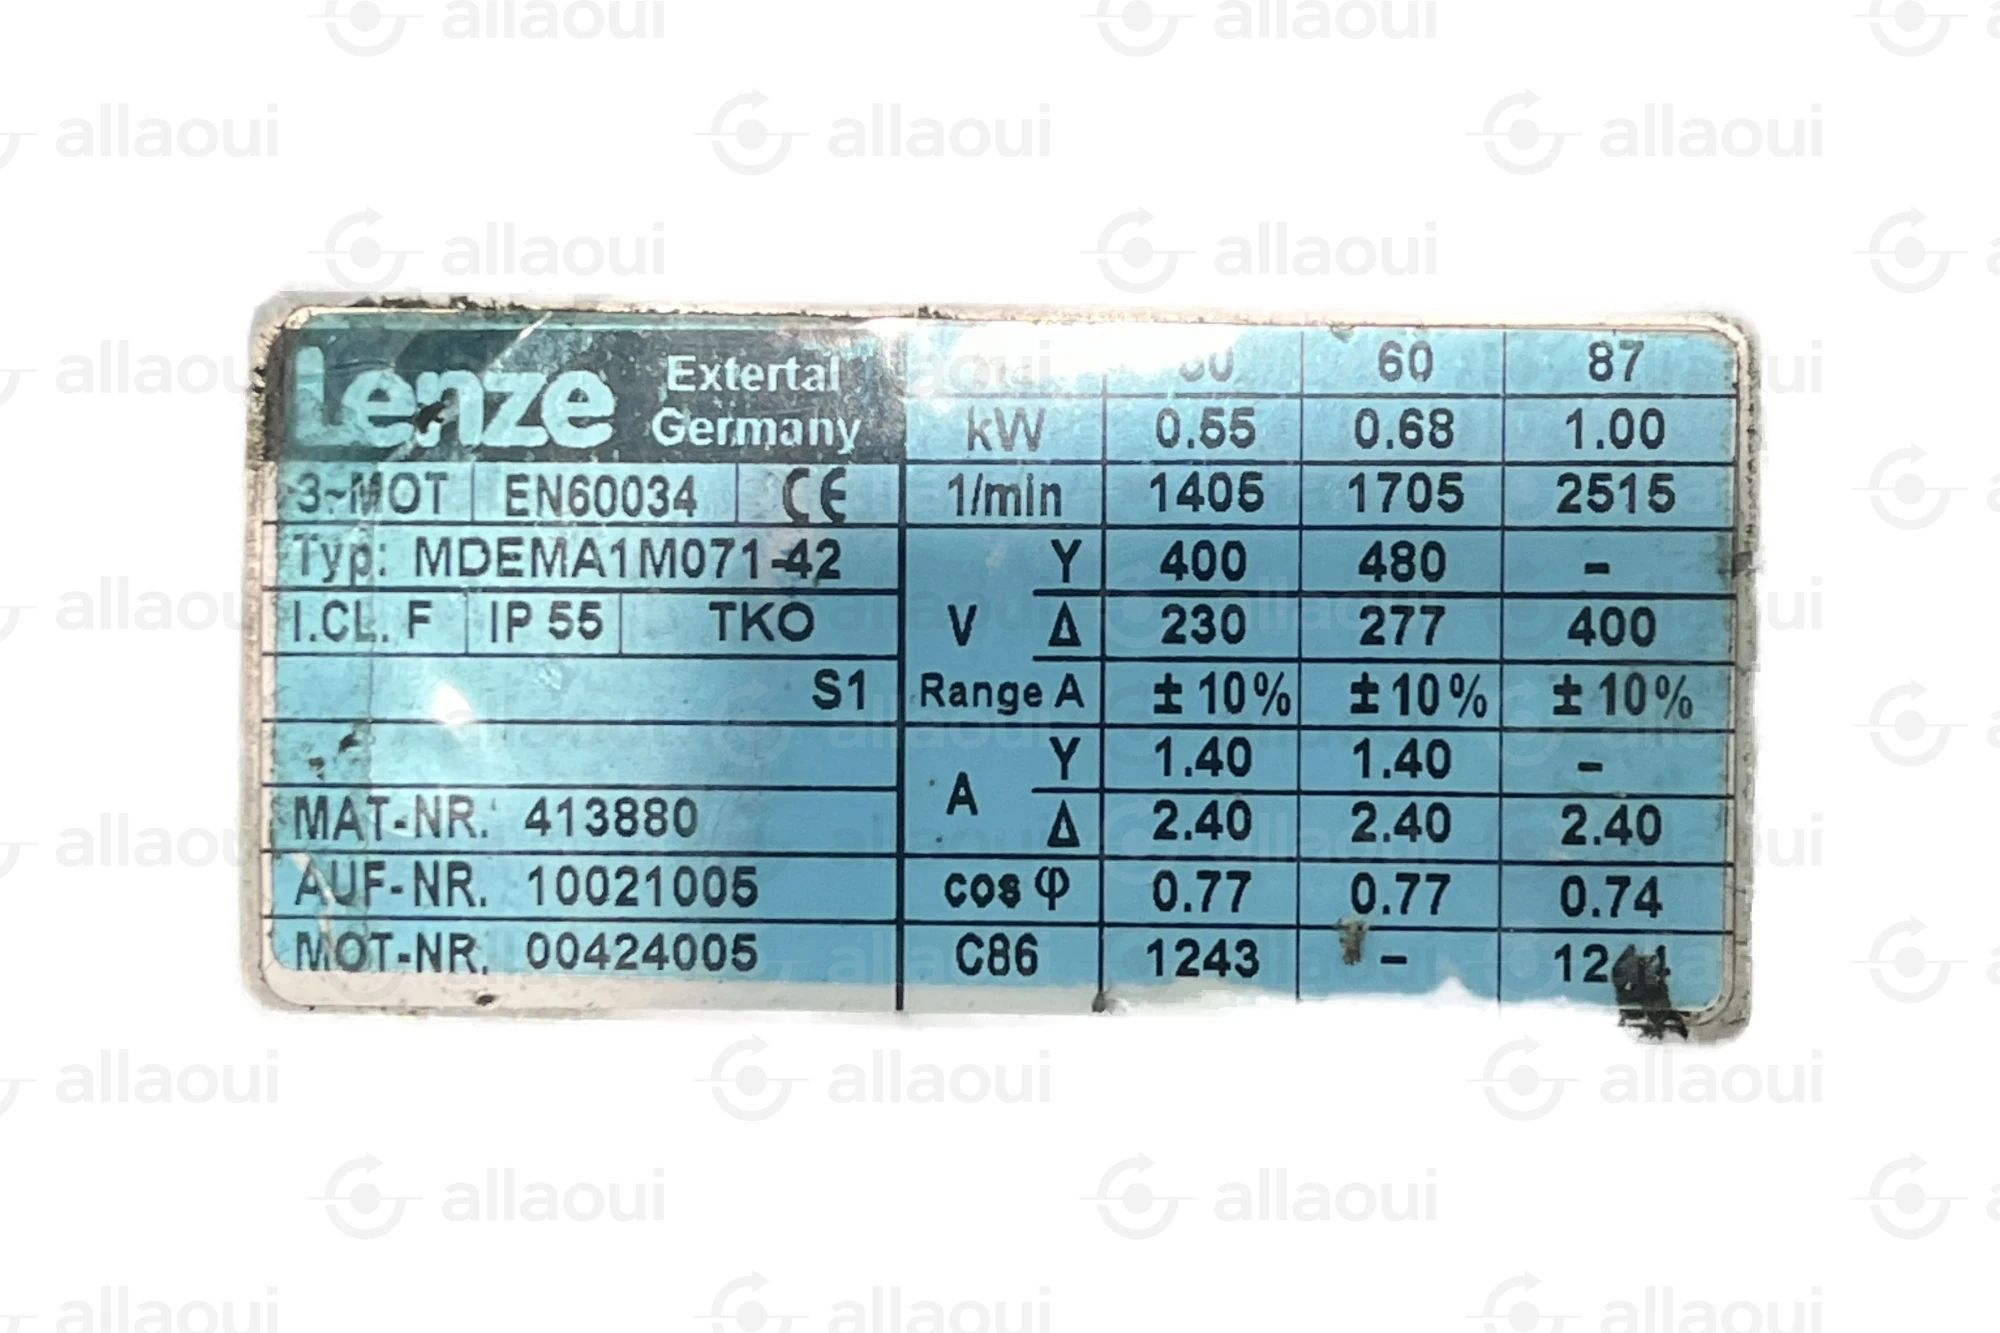 Lenze Extertal Germany
3~MOT EN60034 CE
Typ: MDEMA1M071-42
I.CL. F IP 55 TKO
S1
MAT-NR. 413880
AUF-NR. 10021005
MOT-NR. 00424005
60 87
kW 0.55 0.68 1.00
1/min 1405 1705 2515
V Y 400 480 –
Δ 230 277 400
Range A ±10% ±10% ±10%
A Y 1.40 1.40 –
Δ 2.40 2.40 2.40
cos φ 0.77 0.77 0.74
C86 1243 –
allaoui